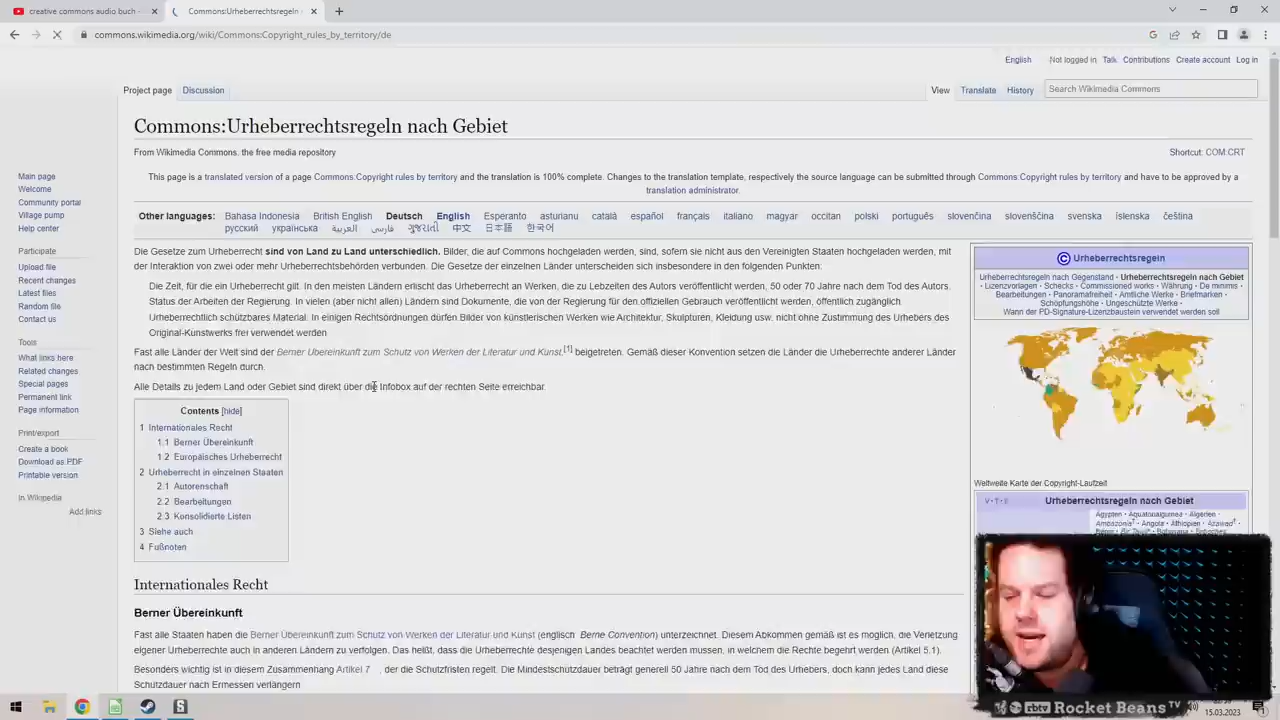 creative commons audio buch -
Commons:Urheberrechtsregeln
commons.wikimedia.org/wiki/Commons:Copyright_rules_by_territory/de
English Not logged in Talk Contributions Create account Log in
Project page Discussion View Translate History Search Wikimedia Commons
Commons:Urheberrechtsregeln nach Gebiet
From Wikimedia Commons, the free media repository
Shortcut: COM:CRT
This page is a translated version of a page Commons:Copyright rules by territory and the translation is 100% complete. Changes to the translation template, respectively the source language can be submitted through Commons:Copyright rules by territory and have to be approved by a
translation administrator.
Other languages: Bahasa Indonesia British English Deutsch English Esperanto asturianu català español français italiano magyar occitan polski português slovenčina slovenščina svenska íslenska čeština
русский українська العربية فارسی ગુજરાતી 中文 日本語 한국어
Main page
Welcome
Community portal
Village pump
Help center
Participate
Upload file
Recent changes
Latest files
Random file
Contact us
Tools
What links here
Related changes
Special pages
Permanent link
Page information
Print/export
Create a book
Download as PDF
Printable version
In Wikipedia
Add links
Die Gesetze zum Urheberrecht sind von Land zu Land unterschiedlich. Bilder, die auf Commons hochgeladen werden, sind, sofern sie nicht aus den Vereinigten Staaten hochgeladen werden, mit
der Interaktion von zwei oder mehr Urheberrechtsbehörden verbunden. Die Gesetze der einzelnen Länder unterscheiden sich insbesondere in den folgenden Punkten:
Die Zeit, für die ein Urheberrecht gilt. In den meisten Ländern erlischt das Urheberrecht an Werken, die zu Lebzeiten des Autors veröffentlicht werden, 50 oder 70 Jahre nach dem Tod des Autors.
Status der Arbeiten der Regierung. In vielen (aber nicht allen) Ländern sind Dokumente, die von der Regierung für den offiziellen Gebrauch veröffentlicht werden, öffentlich zugänglich.
Urheberrechtlich schützbares Material. In einigen Rechtsordnungen dürfen Bilder von künstlerischen Werken wie Architektur, Skulpturen, Kleidung usw. nicht ohne Zustimmung des Urhebers des
Original-Kunstwerks frei verwendet werden
Fast alle Länder der Welt sind der Berner Übereinkunft zum Schutz von Werken der Literatur und Kunst,[1] beigetreten. Gemäß dieser Konvention setzen die Länder die Urheberrechte anderer Länder
nach bestimmten Regeln durch.
Alle Details zu jedem Land oder Gebiet sind direkt über die Infobox auf der rechten Seite erreichbar.
Contents [hide]
1 Internationales Recht
1.1 Berner Übereinkunft
1.2 Europäisches Urheberrecht
2 Urheberrecht in einzelnen Staaten
2.1 Autorenschaft
2.2 Bearbeitungen
2.3 Konsolidierte Listen
3 Siehe auch
4 Fußnoten
Internationales Recht
Berner Übereinkunft
Fast alle Staaten haben die Berner Übereinkunft zum Schutz von Werken der Literatur und Kunst (englisch Berne Convention) unterzeichnet. Diesem Abkommen gemäß ist es möglich, die Verletzung
eigener Urheberrechte auch in anderen Ländern zu verfolgen. Das heißt, dass die Urheberrechte desjenigen Landes beachtet werden müssen, in welchem die Rechte begehrt werden (Artikel 5.1).
Besonders wichtig ist in diesem Zusammenhang Artikel 7 , der die Schutzfristen regelt. Die Mindestschutzdauer beträgt generell 50 Jahre nach dem Tod des Urhebers, doch kann jedes Land diese
Schutzdauer nach Ermessen verlängern
Urheberrechtsregeln
Urheberrechtsregeln nach Gegenstand · Urheberrechtsregeln nach Gebiet
· Lizenzvorlagen · Schecks · Commissioned works · Währung · De minimis ·
Bearbeitungen · Panoramafreiheit · Amtliche Werke · Briefmarken ·
Schöpfungshöhe · Ungeschützte Werke ·
Wann der PD-Signature-Lizenzbaustein verwendet werden soll
Weltweite Karte der Copyright-Laufzeit
V · T · E Urheberrechtsregeln nach Gebiet
Ägypten · Äquatorialguinea · Algerien ·
Ambazonia · Angola · Äthiopien · Azawad ·
rbtv Rocket Beans TV
15.03.2023